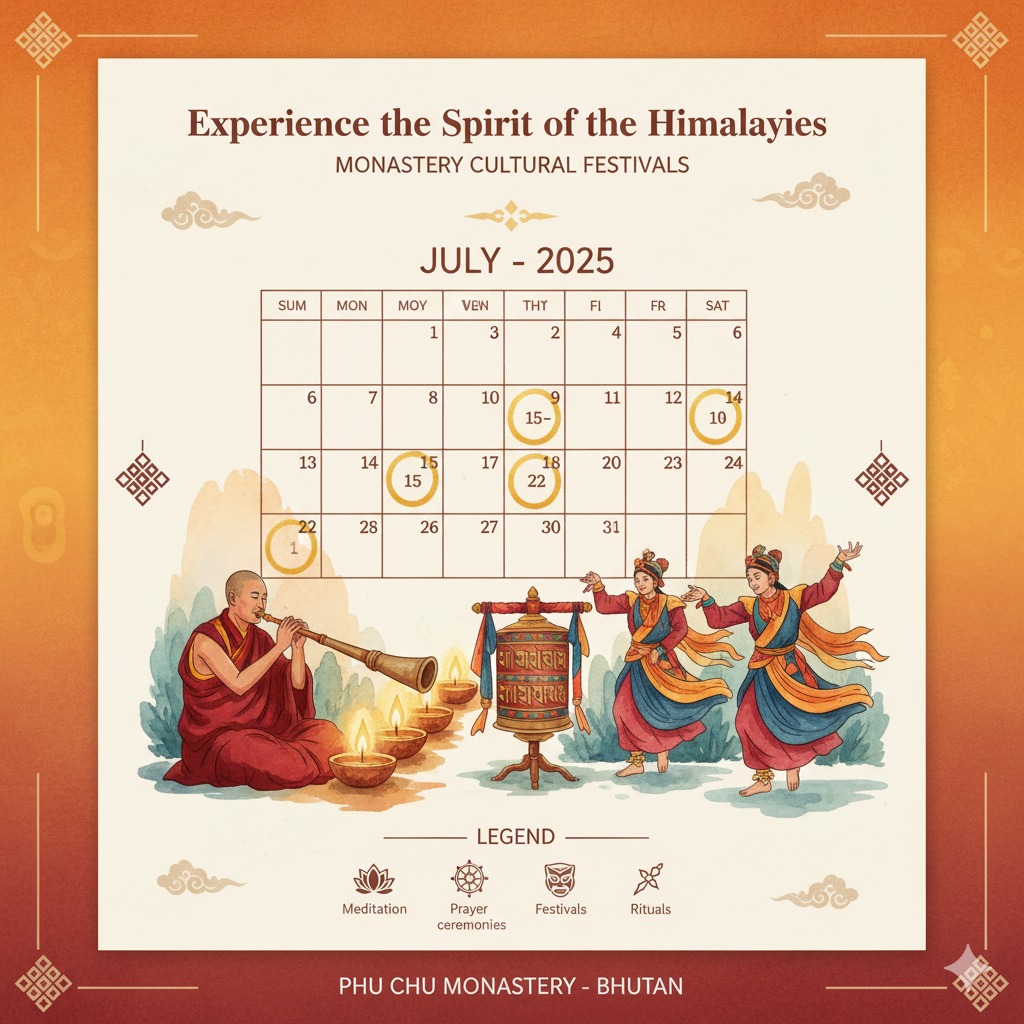 Experience the Spirit of the Himalayies
MONASTERY CULTURAL FESTIVALS
JULY - 2025
SUM MON MOY THY FI FR SAT
1 3 2 4 5 6
6 7 8 10 9 11 12 14
15- 10
13 14 15 17 18 20 23 24
15 22
22 28 26 27 30 31
1
LEGEND
Meditation Prayer Festivals Rituals
ceremonies
PHU CHU MONASTERY - BHUTAN